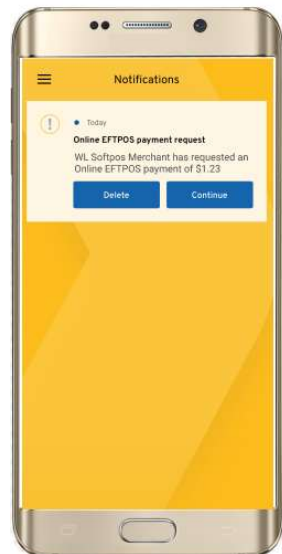 Notifications
Today
Online EFTPOS payment request
WL Softpos Merchant has requested an
Online EFTPOS payment of $1.23
Delete Continue